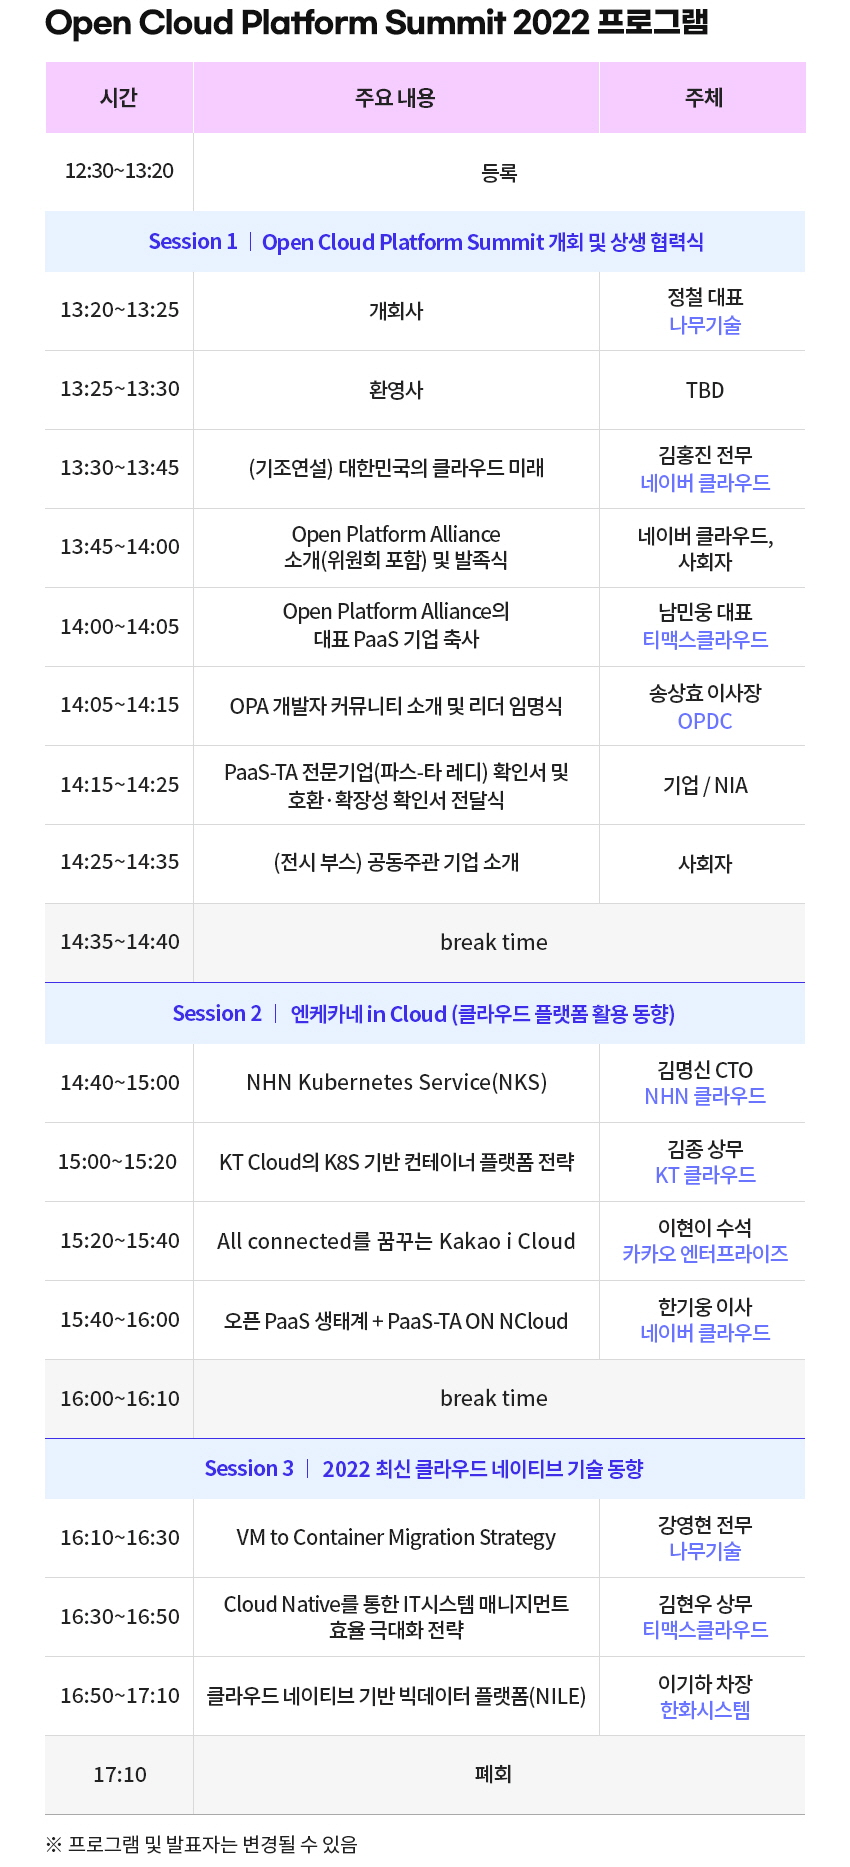 Open Cloud Platform Summit 2022 프로그램
시간 주요 내용 주체
12:30~13:20 등록
Session 1 | Open Cloud Platform Summit 개회 및 상생 협력식
13:20~13:25 개회사 정철 대표
나무기술
13:25~13:30 환영사 TBD
13:30~13:45 (기조연설) 대한민국의 클라우드 미래 김홍진 전무
네이버 클라우드
13:45~14:00 Open Platform Alliance
소개(위원회 포함) 및 발족식
네이버 클라우드,
사회자
14:00~14:05 Open Platform Alliance의
대표 PaaS 기업 축사
남민웅 대표
티맥스클라우드
14:05~14:15 OPA 개발자 커뮤니티 소개 및 리더 임명식 송상효 이사장
OPDC
14:15~14:25 PaaS-TA 전문기업(파스-타 레디) 확인서 및
호환·확장성 확인서 전달식
기업 / NIA
14:25~14:35 (전시 부스) 공동주관 기업 소개 사회자
14:35~14:40 break time
Session 2 | 엔케카네 in Cloud (클라우드 플랫폼 활용 동향)
14:40~15:00 NHN Kubernetes Service(NKS) 김명신 CTO
NHN 클라우드
15:00~15:20 KT Cloud의 K8S 기반 컨테이너 플랫폼 전략 김종 상무
KT 클라우드
15:20~15:40 All connected를 꿈꾸는 Kakao i Cloud 이현이 수석
카카오 엔터프라이즈
15:40~16:00 오픈 PaaS 생태계 + PaaS-TA ON NCloud 한기웅 이사
네이버 클라우드
16:00~16:10 break time
Session 3 | 2022 최신 클라우드 네이티브 기술 동향
16:10~16:30 VM to Container Migration Strategy 강영현 전무
나무기술
16:30~16:50 Cloud Native를 통한 IT시스템 매니지먼트
효율 극대화 전략
김현우 상무
티맥스클라우드
16:50~17:10 클라우드 네이티브 기반 빅데이터 플랫폼(NILE) 이기하 차장
한화시스템
17:10 폐회
※ 프로그램 및 발표자는 변경될 수 있음